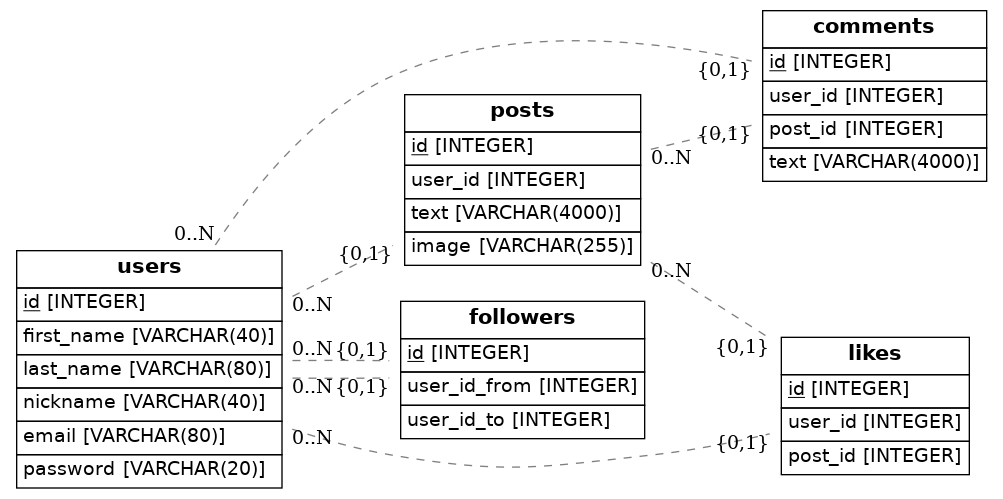 comments
id [INTEGER]
user_id [INTEGER]
post_id [INTEGER]
text [VARCHAR(4000)]
{0,1}
{0,1}
posts
id [INTEGER]
user_id [INTEGER]
text [VARCHAR(4000)]
image [VARCHAR(255)]
0..N
0..N
{0,1}
0..N
users
id [INTEGER]
first_name [VARCHAR(40)]
last_name [VARCHAR(80)]
nickname [VARCHAR(40)]
email [VARCHAR(80)]
password [VARCHAR(20)]
0..N
0..N
{0,1}
0..N
{0,1}
0..N
followers
id [INTEGER]
user_id_from [INTEGER]
user_id_to [INTEGER]
{0,1}
{0,1}
likes
id [INTEGER]
user_id [INTEGER]
post_id [INTEGER]